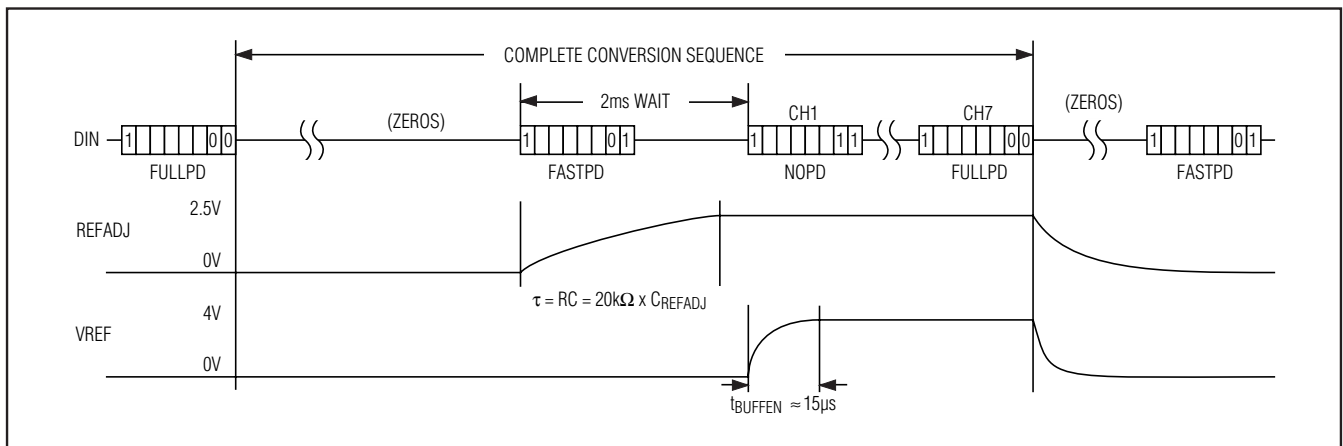 COMPLETE CONVERSION SEQUENCE
2ms WAIT
(ZEROS)
CH1
CH7
(ZEROS)
DIN
1 0 0
1 0 1
1 1 1
1 0 0
1 0 1
FULLPD
FASTPD
NOPD
FULLPD
FASTPD
2.5V
REFADJ
0V
τ = RC = 20kΩ x CREFADJ
4V
VREF
0V
tBUFFEN ≈ 15µs